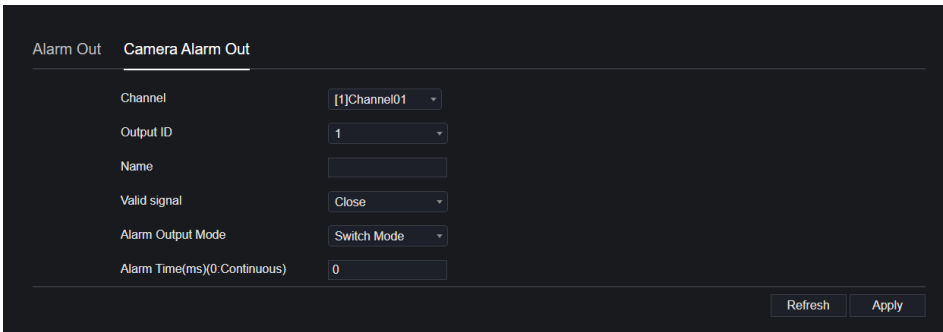 Alarm Out Camera Alarm Out
Channel [1]Channel01
Output ID 1
Name
Valid signal Close
Alarm Output Mode Switch Mode
Alarm Time(ms)(0:Continuous) 0
Refresh Apply